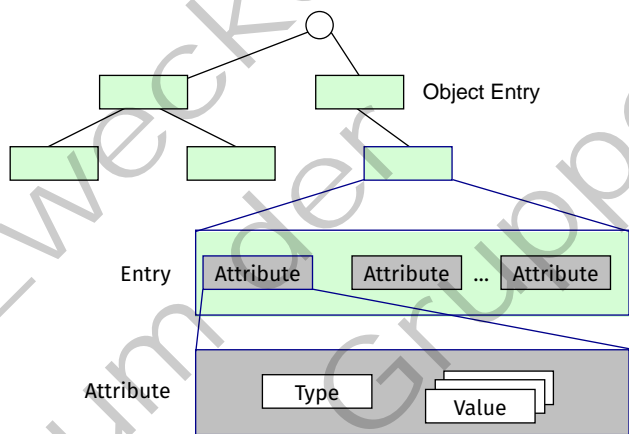 Object Entry
Entry
Attribute
Attribute
...
Attribute
Attribute
Type
Value